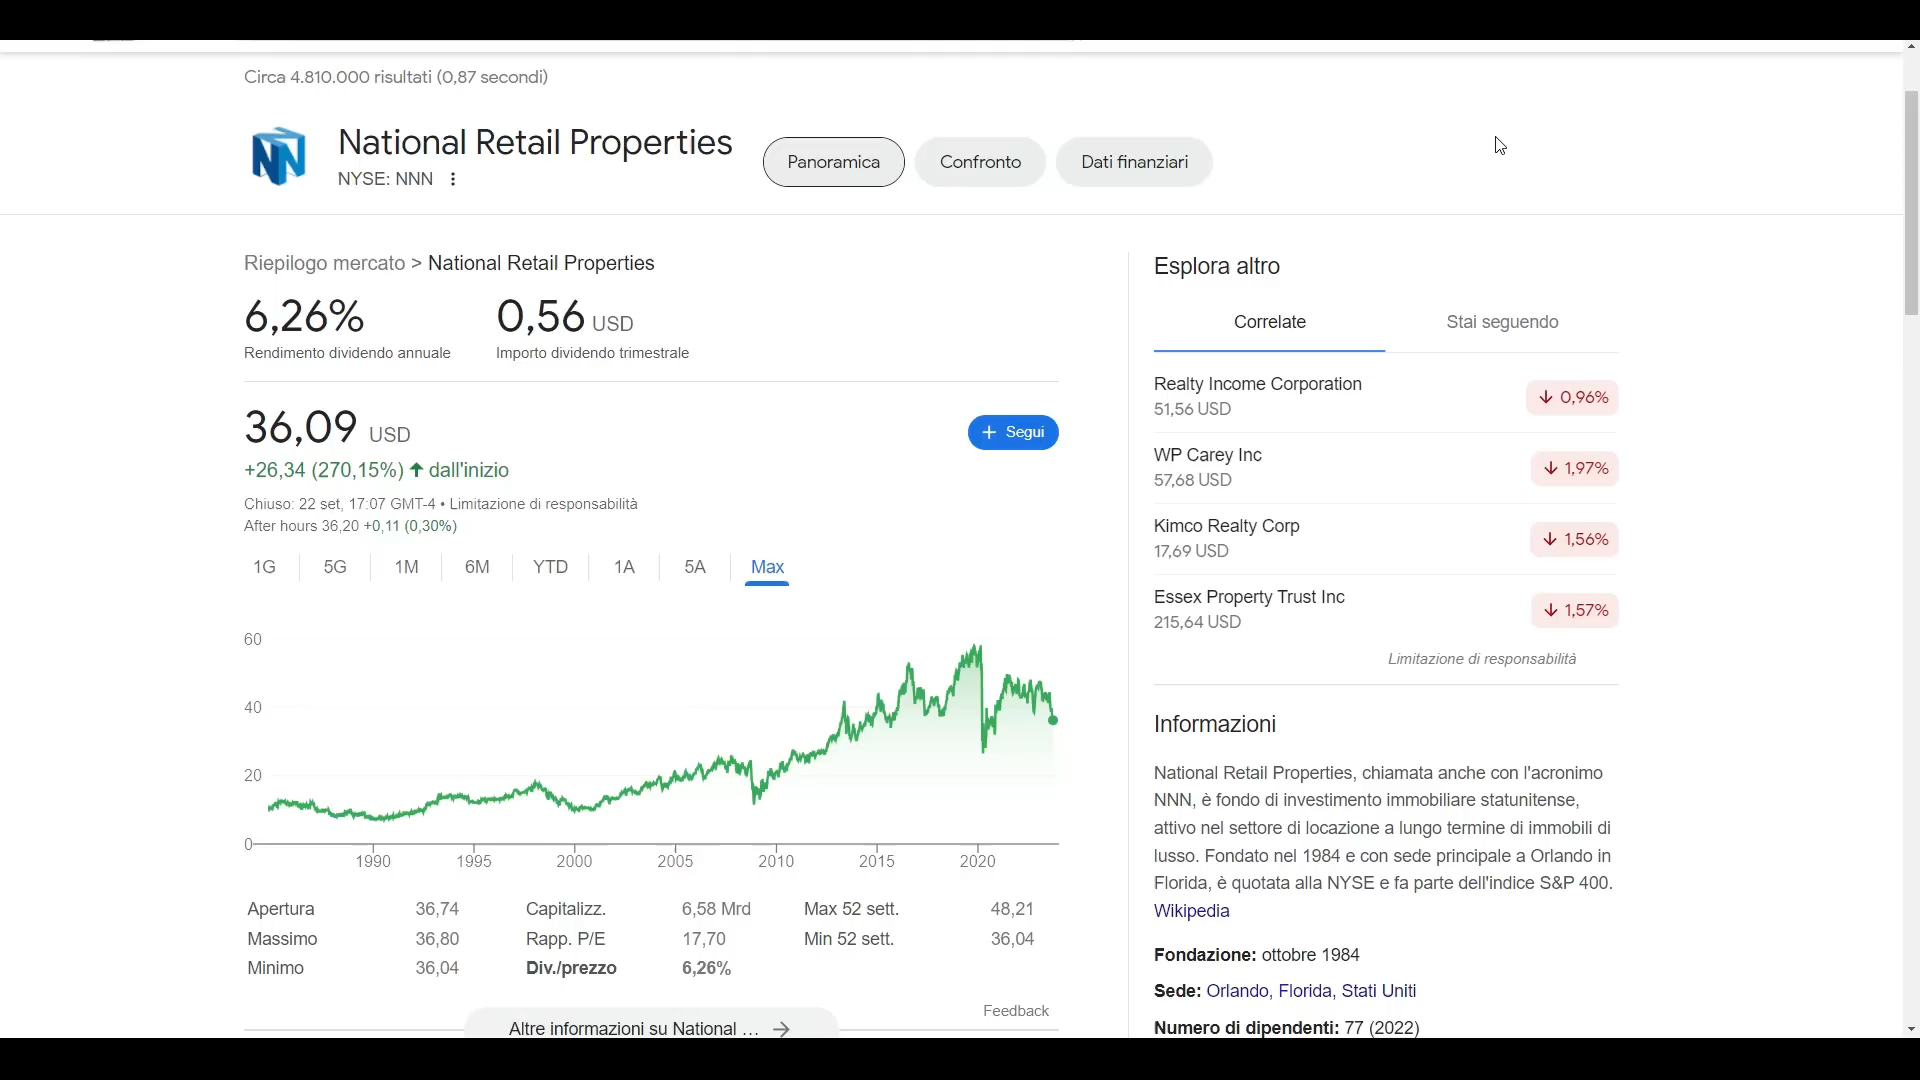 Circa 4.810.000 risultati (0,87 secondi)
National Retail Properties
NYSE: NNN
Panoramica
Confronto
Dati finanziari
Riepilogo mercato > National Retail Properties
6,26%
Rendimento dividendo annuale
0,56 USD
Importo dividendo trimestrale
36,09 USD
+ Segui
+26,34 (270,15%) ↑ dall'inizio
Chiuso: 22 set, 17:07 GMT-4 • Limitazione di responsabilità
After hours 36,20 +0,11 (0,30%)
1G 5G 1M 6M YTD 1A 5A Max
60
40
20
0
1990 1995 2000 2005 2010 2015 2020
Apertura 36,74 Capitalizz. 6,58 Mrd Max 52 sett. 48,21
Massimo 36,80 Rapp. P/E 17,70 Min 52 sett. 36,04
Minimo 36,04 Div./prezzo 6,26%
Feedback
Altre informazioni su National … →
Esplora altro
Correlate Stai seguendo
Realty Income Corporation
51,56 USD
↓ 0,96%
WP Carey Inc
57,68 USD
↓ 1,97%
Kimco Realty Corp
17,69 USD
↓ 1,56%
Essex Property Trust Inc
215,64 USD
↓ 1,57%
Limitazione di responsabilità
Informazioni
National Retail Properties, chiamata anche con l'acronimo
NNN, è fondo di investimento immobiliare statunitense,
attivo nel settore di locazione a lungo termine di immobili di
lusso. Fondato nel 1984 e con sede principale a Orlando in
Florida, è quotata alla NYSE e fa parte dell'indice S&P 400.
Wikipedia
Fondazione: ottobre 1984
Sede: Orlando, Florida, Stati Uniti
Numero di dipendenti: 77 (2022)